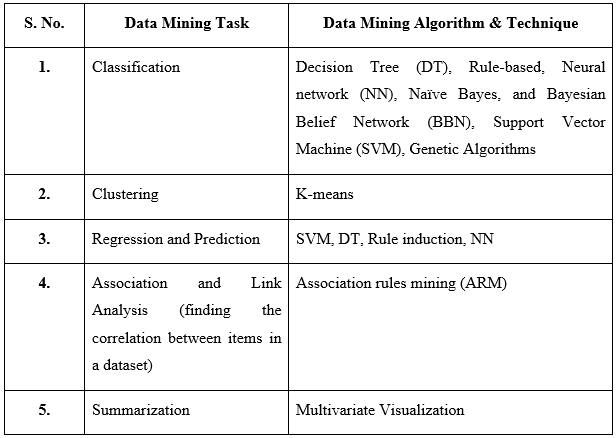 S. No. Data Mining Task Data Mining Algorithm & Technique
1. Classification Decision Tree (DT), Rule-based, Neural
network (NN), Naïve Bayes, and Bayesian
Belief Network (BBN), Support Vector
Machine (SVM), Genetic Algorithms
2. Clustering K-means
3. Regression and Prediction SVM, DT, Rule induction, NN
4. Association and Link Association rules mining (ARM)
Analysis (finding the
correlation between items in
a dataset)
5. Summarization Multivariate Visualization